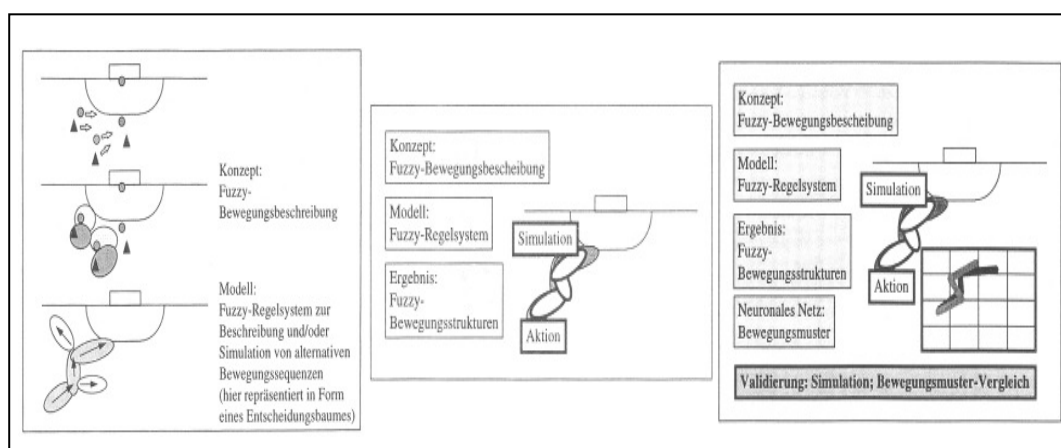 Konzept:
Fuzzy-
Bewegungsbeschreibung
Modell:
Fuzzy-Regelsystem zur
Beschreibung und/oder
Simulation von alternativen
Bewegungssequenzen
(hier repräsentiert in Form
eines Entscheidungsbaumes)
Konzept:
Fuzzy-Bewegungsbescheibung
Modell:
Fuzzy-Regelsystem
Ergebnis:
Fuzzy-
Bewegungsstrukturen
Simulation
Aktion
Konzept:
Fuzzy-Bewegungsbescheibung
Modell:
Fuzzy-Regelsystem
Ergebnis:
Fuzzy-
Bewegungsstrukturen
Neuronales Netz:
Bewegungsmuster
Simulation
Aktion
Validierung: Simulation; Bewegungsmuster-Vergleich